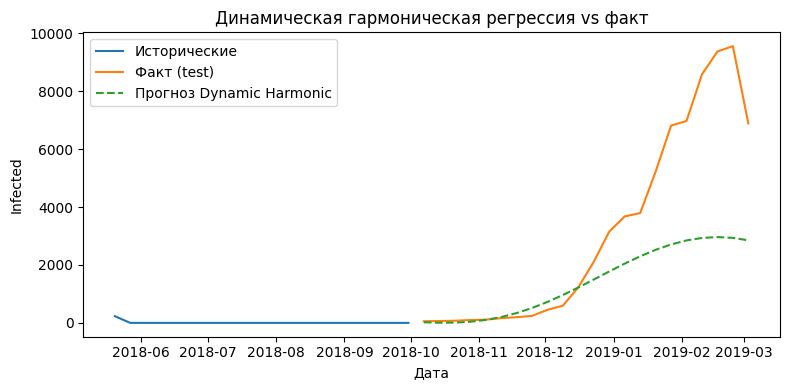 Динамическая гармоническая регрессия vs факт
Исторические
Факт (test)
Прогноз Dynamic Harmonic
Infected
10000
8000
6000
4000
2000
0
2018-06 2018-07 2018-08 2018-09 2018-10 2018-11 2018-12 2019-01 2019-02 2019-03
Дата